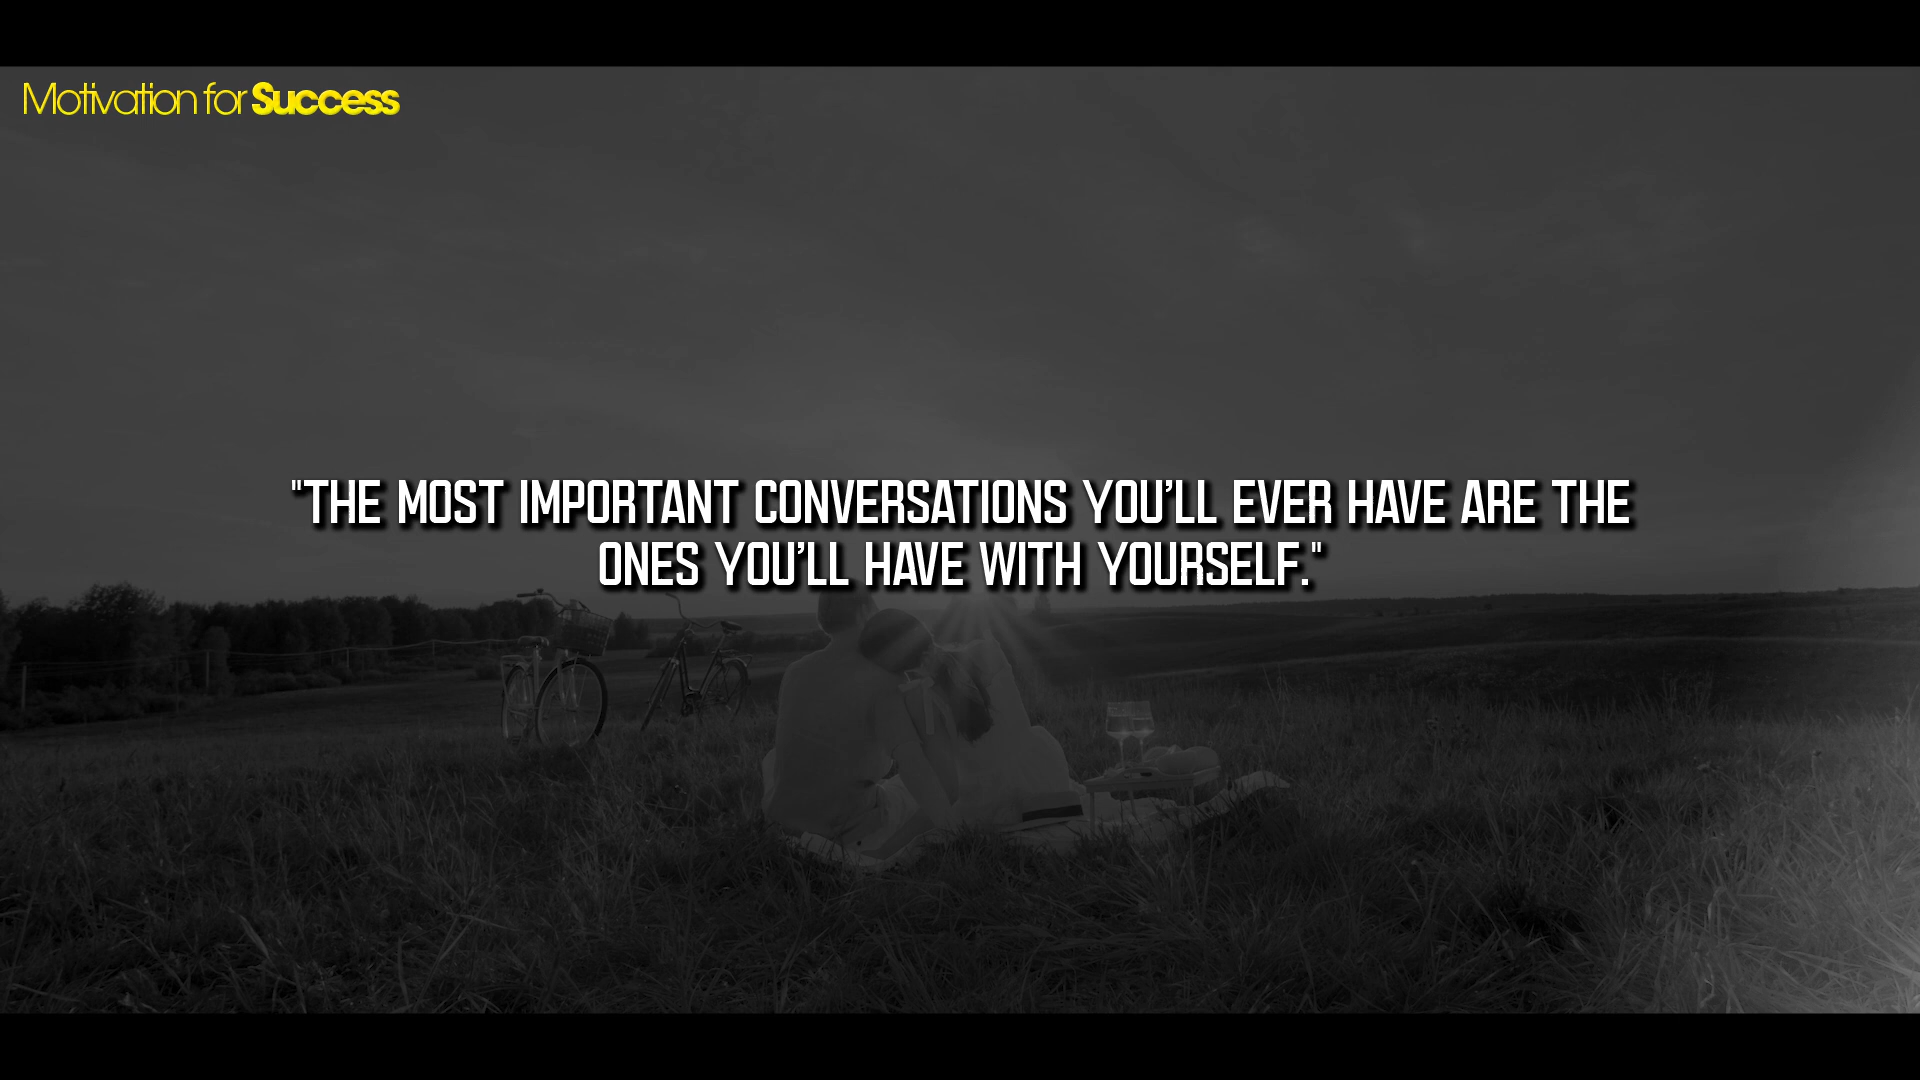 Motivation for Success
"THE MOST IMPORTANT CONVERSATIONS YOU'LL EVER HAVE ARE THE
ONES YOU'LL HAVE WITH YOURSELF."